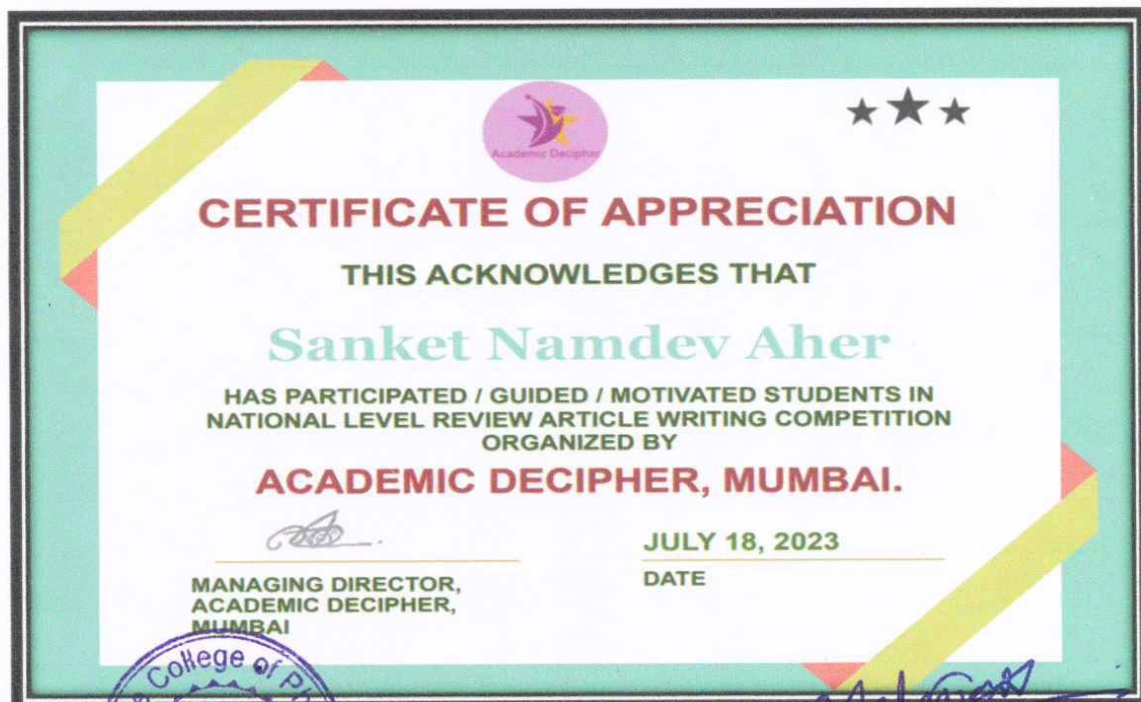 Academic Decipher
CERTIFICATE OF APPRECIATION
THIS ACKNOWLEDGES THAT
Sanket Namdev Aher
HAS PARTICIPATED / GUIDED / MOTIVATED STUDENTS IN
NATIONAL LEVEL REVIEW ARTICLE WRITING COMPETITION
ORGANIZED BY
ACADEMIC DECIPHER, MUMBAI.
JULY 18, 2023
MANAGING DIRECTOR,
ACADEMIC DECIPHER,
MUMBAI
DATE
College of